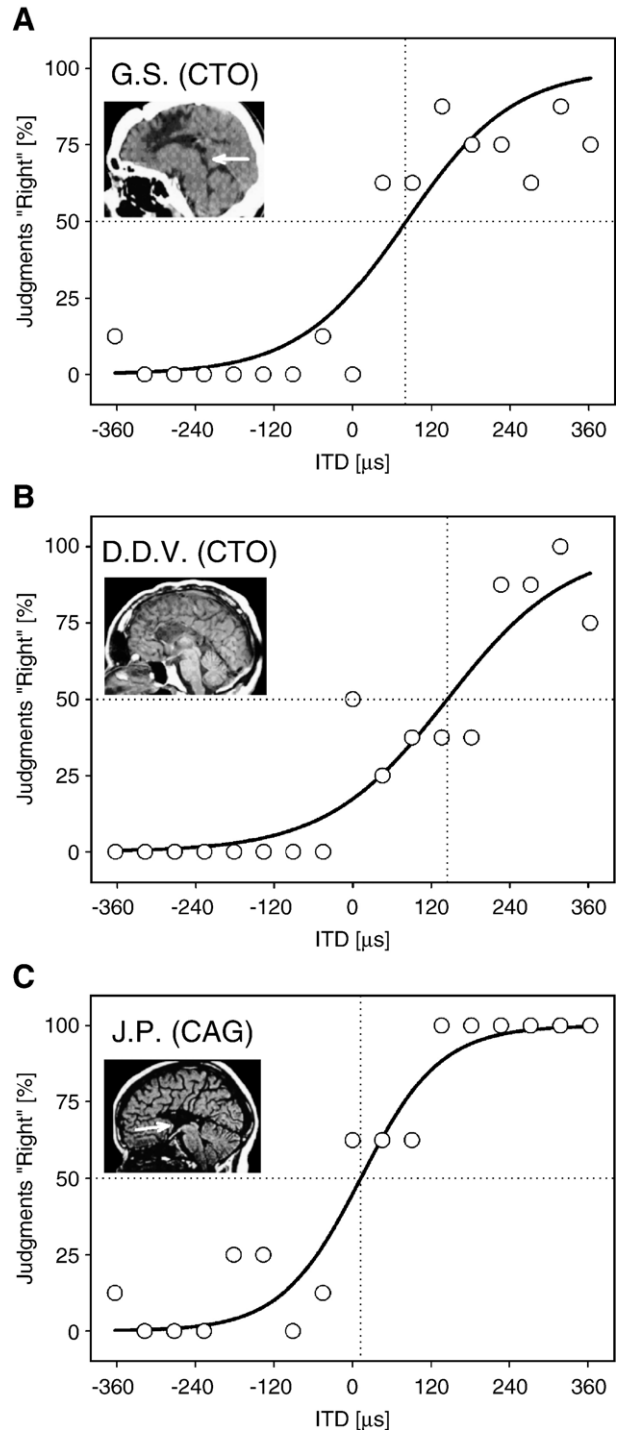 A
G.S. (CTO)
100
75
50
25
0
Judgments "Right" [%]
-360 -240 -120 0 120 240 360
ITD [μs]
B
D.D.V. (CTO)
100
75
50
25
0
Judgments "Right" [%]
-360 -240 -120 0 120 240 360
ITD [μs]
C
J.P. (CAG)
100
75
50
25
0
Judgments "Right" [%]
-360 -240 -120 0 120 240 360
ITD [μs]